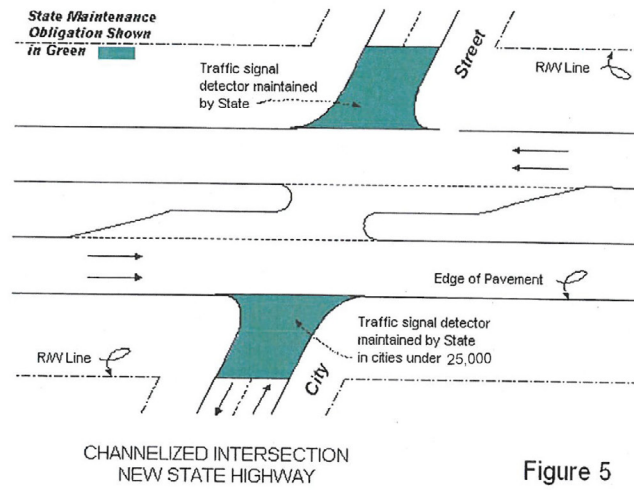 State Maintenance
Obligation Shown
in Green
Traffic signal
detector maintained
by State
Street
R/W Line
Edge of Pavement
Traffic signal detector
maintained by State
in cities under 25,000
R/W Line
City
CHANNELIZED INTERSECTION
NEW STATE HIGHWAY
Figure 5